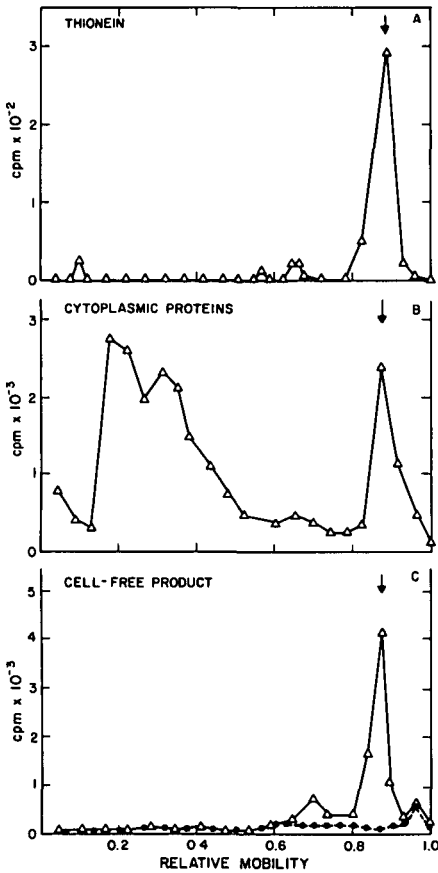 THIONEIN
A
3
2
1
0
cpm x 10⁻²
CYTOPLASMIC PROTEINS
B
3
2
1
0
cpm x 10⁻³
CELL-FREE PRODUCT
C
5
4
3
2
1
0
cpm x 10⁻³
0.2 0.4 0.6 0.8 1.0
RELATIVE MOBILITY